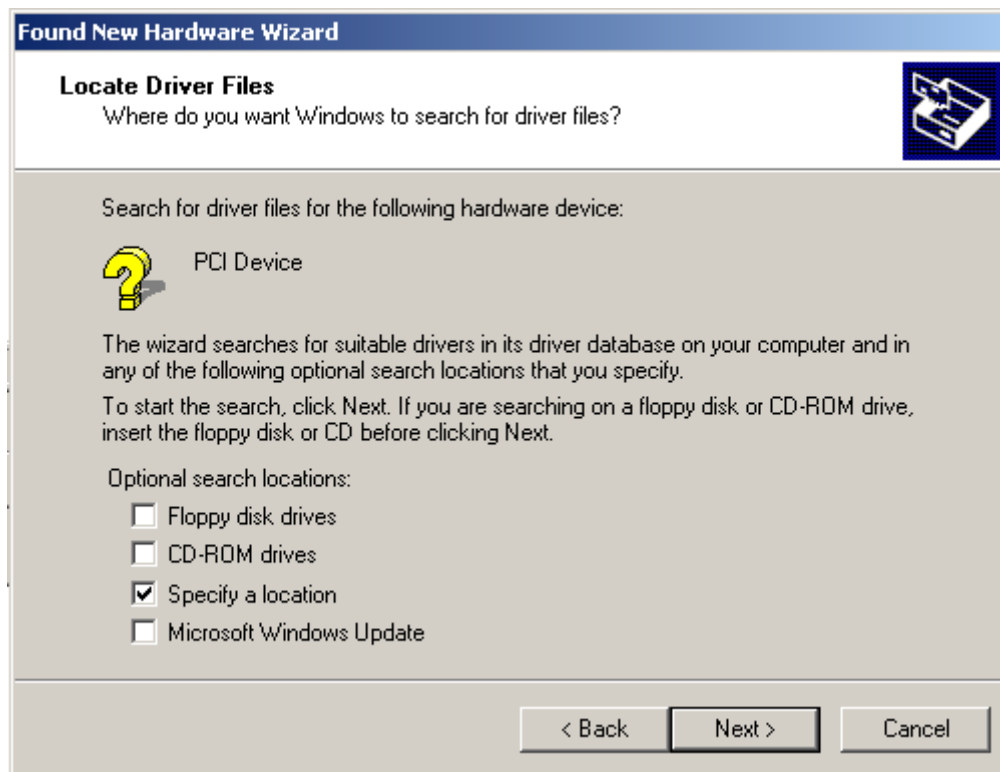 Found New Hardware Wizard
Locate Driver Files
Where do you want Windows to search for driver files?
Search for driver files for the following hardware device:
PCI Device
The wizard searches for suitable drivers in its driver database on your computer and in
any of the following optional search locations that you specify.
To start the search, click Next. If you are searching on a floppy disk or CD-ROM drive,
insert the floppy disk or CD before clicking Next.
Optional search locations:
Floppy disk drives
CD-ROM drives
Specify a location
Microsoft Windows Update
< Back
Next >
Cancel